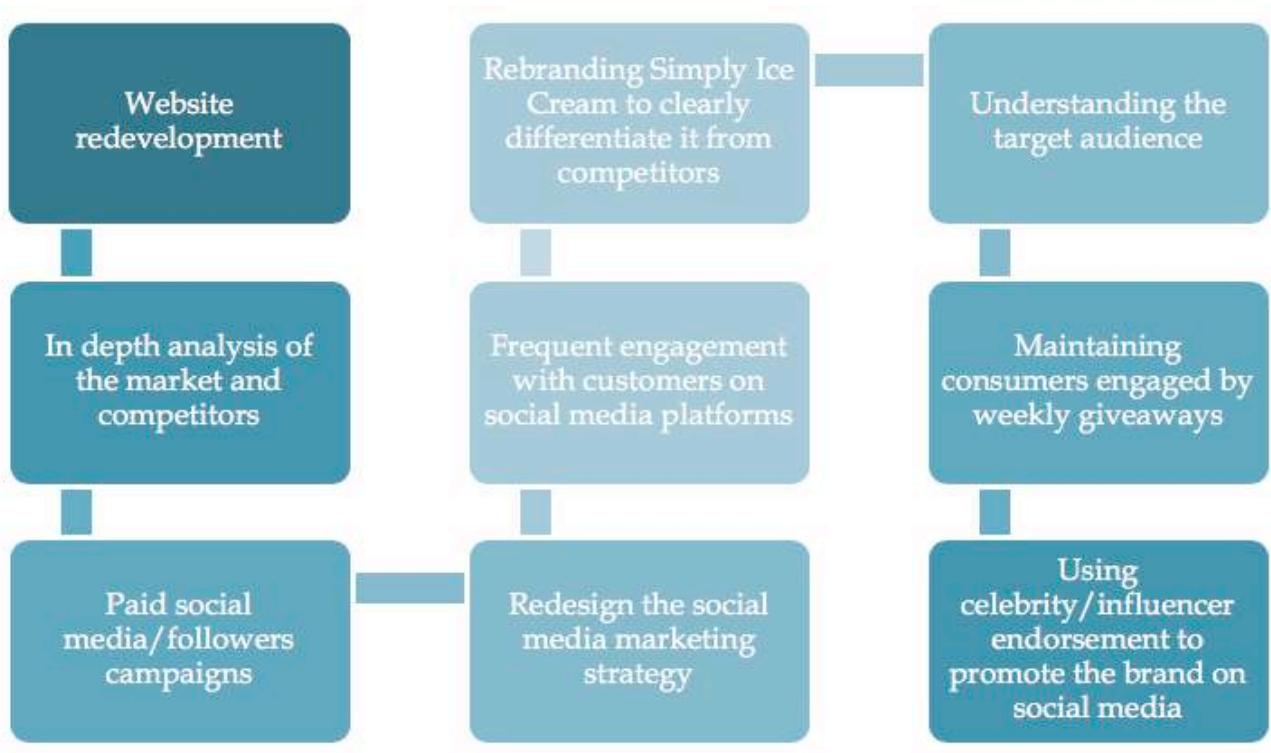 Website
redevelopment
In depth analysis of
the market and
competitors
Paid social
media/followers
campaigns
Redesign the social
media marketing
strategy
Frequent engagement
with customers on
social media platforms
Rebranding Simply Ice
Cream to clearly
differentiate it from
competitors
Understanding the
target audience
Maintaining
consumers engaged by
weekly giveaways
Using
celebrity/influencer
endorsement to
promote the brand on
social media